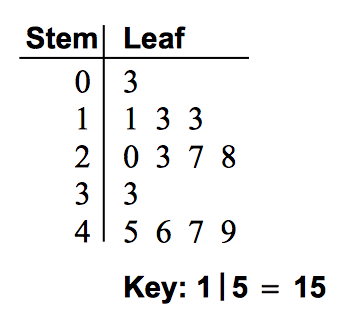 Stem Leaf
0 3
1 1 3 3
2 0 3 7 8
3 3
4 5 6 7 9
Key: 1|5 = 15